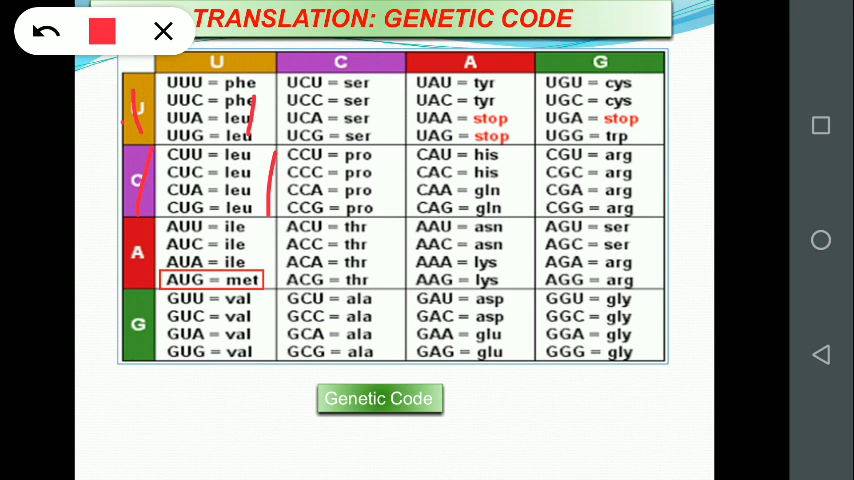 TRANSLATION: GENETIC CODE
U C A G
U
UUU = phe UCU = ser UAU = tyr UGU = cys
UUC = phe UCC = ser UAC = tyr UGC = cys
UUA = leu UCA = ser UAA = stop UGA = stop
UUG = leu UCG = ser UAG = stop UGG = trp
C
CUU = leu CCU = pro CAU = his CGU = arg
CUC = leu CCC = pro CAC = his CGC = arg
CUA = leu CCA = pro CAA = gln CGA = arg
CUG = leu CCG = pro CAG = gln CGG = arg
A
AUU = ile ACU = thr AAU = asn AGU = ser
AUC = ile ACC = thr AAC = asn AGC = ser
AUA = ile ACA = thr AAA = lys AGA = arg
AUG = met ACG = thr AAG = lys AGG = arg
G
GUU = val GCU = ala GAU = asp GGU = gly
GUC = val GCC = ala GAC = asp GGC = gly
GUA = val GCA = ala GAA = glu GGA = gly
GUG = val GCG = ala GAG = glu GGG = gly
Genetic Code